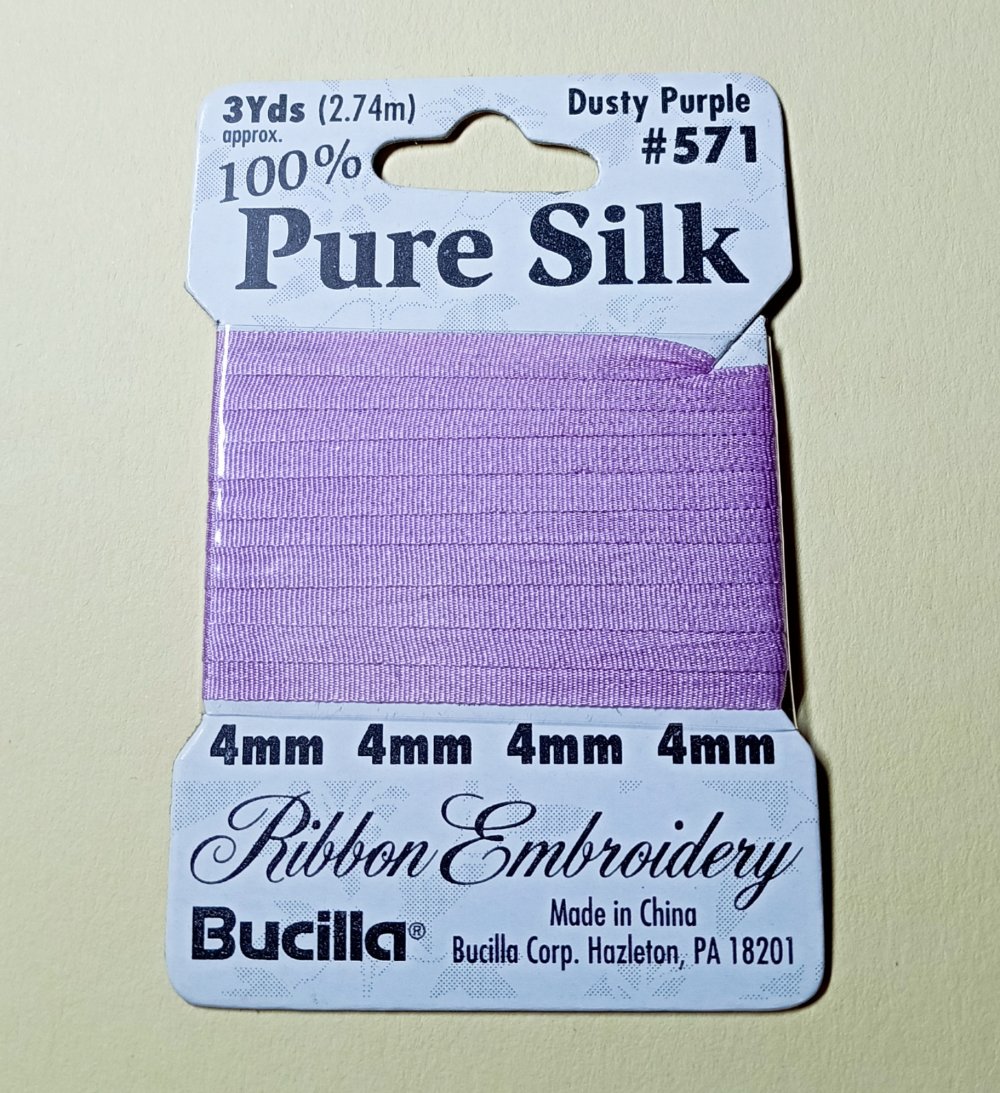 3Yds (2.74m)
approx.
Dusty Purple
#571
100%
Pure Silk
4mm 4mm 4mm 4mm
Ribbon Embroidery
Bucilla®
Made in China
Bucilla Corp. Hazleton, PA 18201